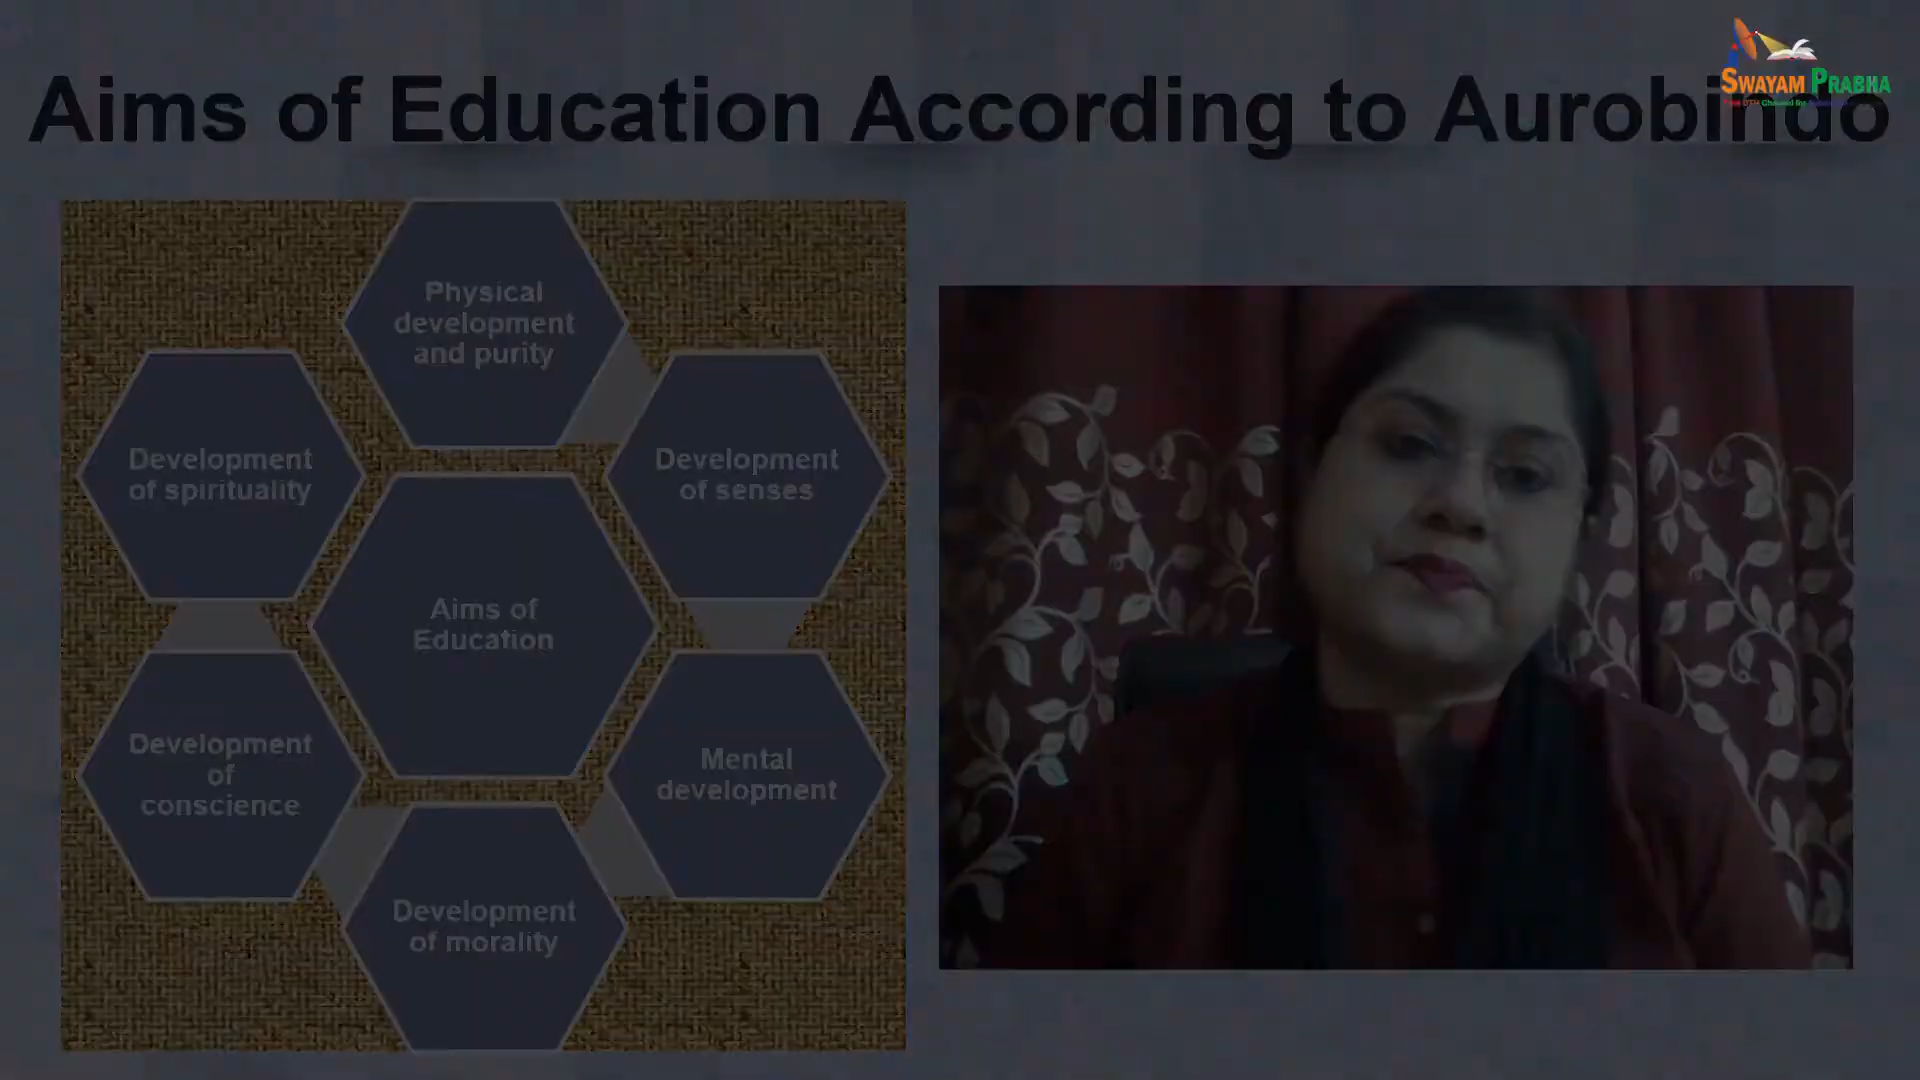 SWAYAM PRABHA
Aims of Education According to Aurobindo
Physical
development
and purity
Development
of senses
Mental
development
Development
of morality
Development
of
conscience
Development
of spirituality
Aims of
Education